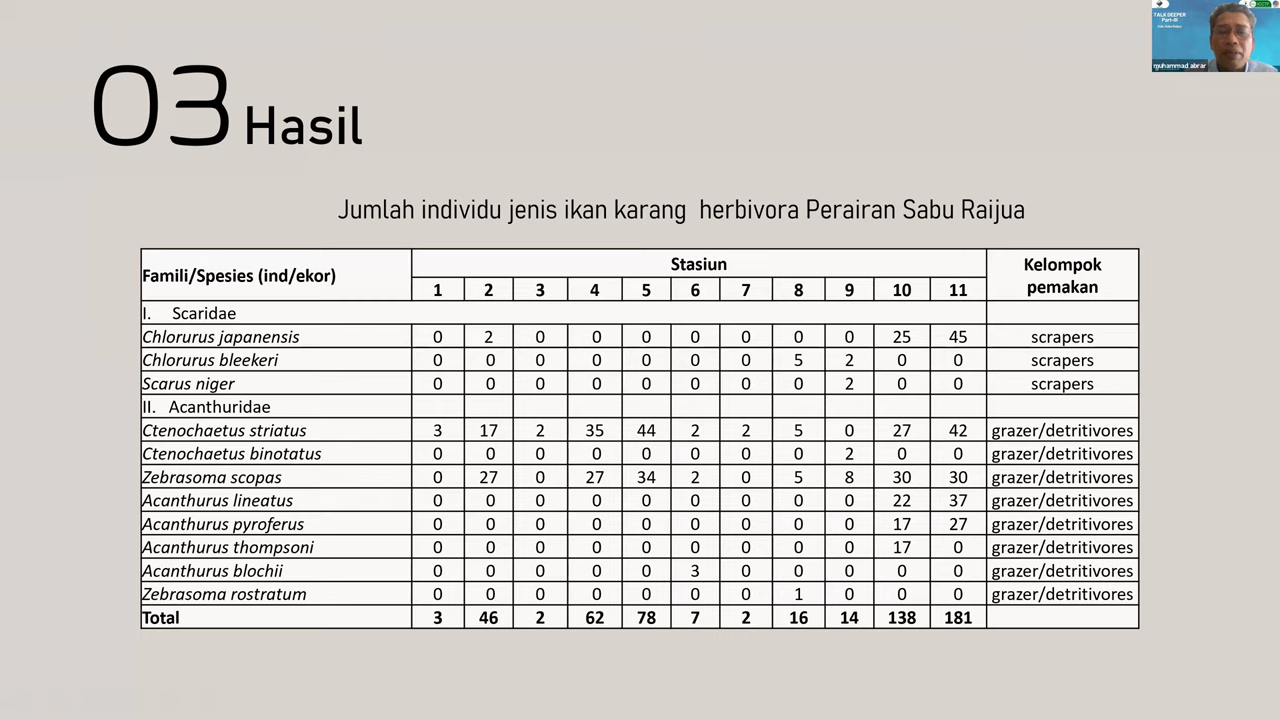 TALK DEEPER
Part-III
muhammad abrar
03 Hasil
Jumlah individu jenis ikan karang herbivora Perairan Sabu Raijua
Famili/Spesies (ind/ekor) Stasiun Kelompok pemakan
1 2 3 4 5 6 7 8 9 10 11
I. Scaridae
Chlorurus japanensis 0 2 0 0 0 0 0 0 0 25 45 scrapers
Chlorurus bleekeri 0 0 0 0 0 0 0 5 2 0 0 scrapers
Scarus niger 0 0 0 0 0 0 0 0 2 0 0 scrapers
II. Acanthuridae
Ctenochaetus striatus 3 17 2 35 44 2 2 5 0 27 42 grazer/detritivores
Ctenochaetus binotatus 0 0 0 0 0 0 0 0 2 0 0 grazer/detritivores
Zebrasoma scopas 0 27 0 27 34 2 0 5 8 30 30 grazer/detritivores
Acanthurus lineatus 0 0 0 0 0 0 0 0 0 22 37 grazer/detritivores
Acanthurus pyroferus 0 0 0 0 0 0 0 0 0 17 27 grazer/detritivores
Acanthurus thompsoni 0 0 0 0 0 0 0 0 0 17 0 grazer/detritivores
Acanthurus blochii 0 0 0 0 0 3 0 0 0 0 0 grazer/detritivores
Zebrasoma rostratum 0 0 0 0 0 0 0 1 0 0 0 grazer/detritivores
Total 3 46 2 62 78 7 2 16 14 138 181